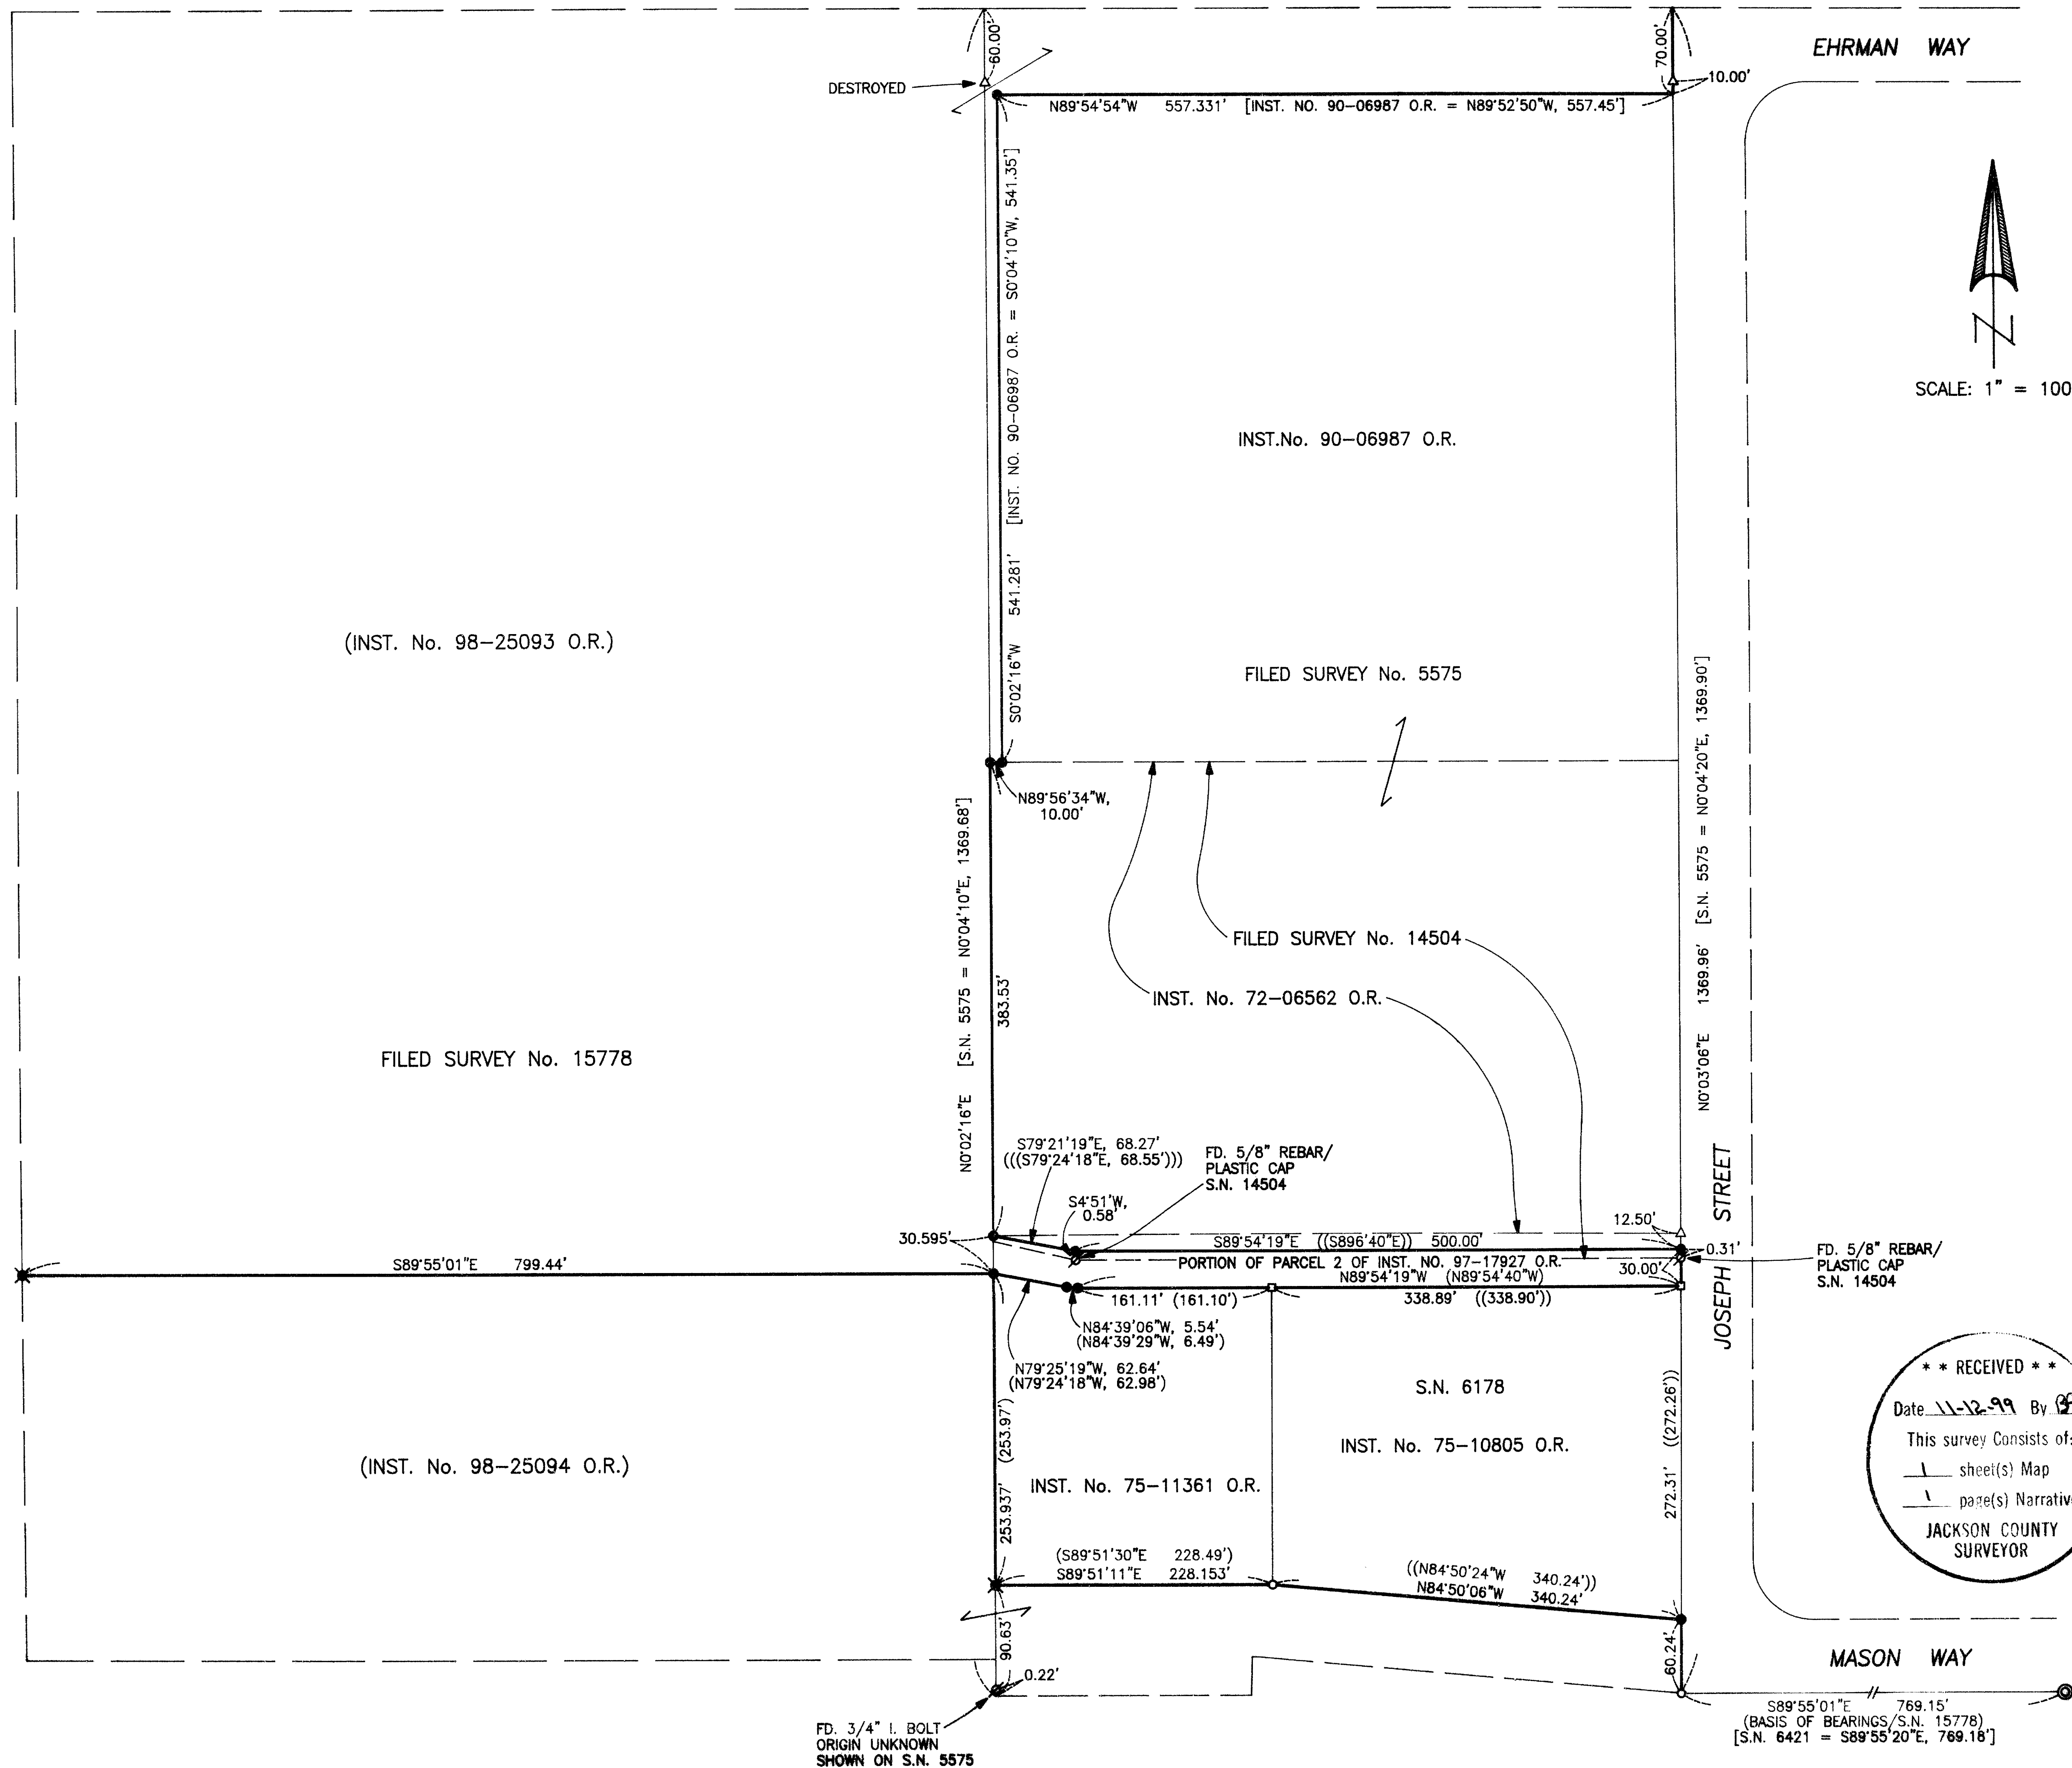 60.00'
70.00'
EHRMAN WAY
DESTROYED
10.00'
N89°54'54"W 557.331' [INST. NO. 90-06987 O.R. = N89°52'50"W, 557.45']
S0°02'16"W 541.281' [INST. NO. 90-06987 O.R. = S0°04'10"W, 541.35']
N
SCALE: 1" = 100
INST.No. 90-06987 O.R.
(INST. No. 98-25093 O.R.)
FILED SURVEY No. 5575
N89°56'34"W,
10.00'
N0°02'16"E [S.N. 5575 = N0°04'10"E, 1369.68']
383.53'
N0°03'06"E 1369.96' [S.N. 5575 = N0°04'20"E, 1369.90']
FILED SURVEY No. 14504
INST. No. 72-06562 O.R.
FILED SURVEY No. 15778
S79°21'19"E, 68.27'
(((S79°24'18"E, 68.55')))
FD. 5/8" REBAR/
PLASTIC CAP
S.N. 14504
S4°51'W,
0.58'
JOSEPH STREET
12.50'
30.595'
S89°54'19"E ((S896'40"E)) 500.00'
0.31'
FD. 5/8" REBAR/
PLASTIC CAP
S.N. 14504
S89°55'01"E 799.44'
PORTION OF PARCEL 2 OF INST. NO. 97-17927 O.R.
N89°54'19"W (N89°54'40"W)
30.00'
161.11' (161.10')
338.89' ((338.90'))
N84°39'06"W, 5.54'
(N84°39'29"W, 6.49')
N79°25'19"W, 62.64'
(N79°24'18"W, 62.98')
S.N. 6178
INST. No. 75-10805 O.R.
272.31' ((272.26'))
253.937' (253.97')
(INST. No. 98-25094 O.R.)
INST. No. 75-11361 O.R.
* * RECEIVED * *
Date 11-12-99 By
This survey Consists of:
1 sheet(s) Map
1 page(s) Narrativ
JACKSON COUNTY
SURVEYOR
(S89°51'30"E 228.49')
S89°51'11"E 228.153'
((N84°50'24"W 340.24'))
N84°50'06"W 340.24'
90.63'
60.24'
0.22'
MASON WAY
FD. 3/4" I. BOLT
ORIGIN UNKNOWN
SHOWN ON S.N. 5575
S89°55'01"E 769.15'
(BASIS OF BEARINGS/S.N. 15778)
[S.N. 6421 = S89°55'20"E, 769.18']